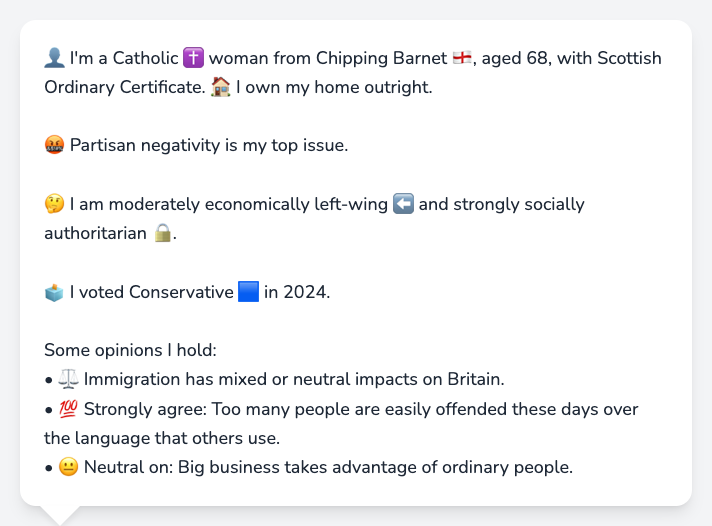 👤 I'm a Catholic ✝️ woman from Chipping Barnet 🏴󠁧󠁢󠁥󠁮󠁧󠁿, aged 68, with Scottish
Ordinary Certificate. 🏠 I own my home outright.
🤬 Partisan negativity is my top issue.
🤔 I am moderately economically left-wing ⬅️ and strongly socially
authoritarian 🔒.
🗳️ I voted Conservative 🟦 in 2024.
Some opinions I hold:
• ⚖️ Immigration has mixed or neutral impacts on Britain.
• 💯 Strongly agree: Too many people are easily offended these days over
the language that others use.
• 😐 Neutral on: Big business takes advantage of ordinary people.